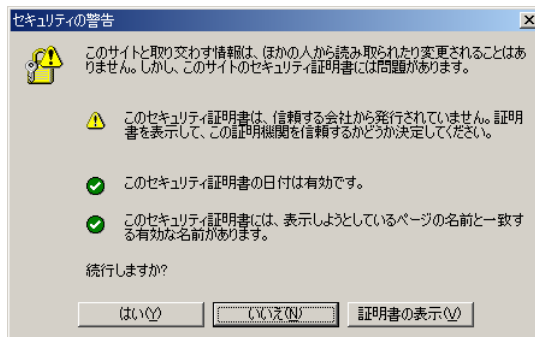 セキュリティの警告
このサイトと取り交わす情報は、ほかの人から読み取られたり変更されることはあ
りません。しかし、このサイトのセキュリティ証明書には問題があります。
このセキュリティ証明書は、信頼する会社から発行されていません。証明
書を表示して、この証明機関を信頼するかどうか決定してください。
このセキュリティ証明書の日付は有効です。
このセキュリティ証明書には、表示しようとしているページの名前と一致す
る有効な名前があります。
続行しますか?
はい(Y) いいえ(N) 証明書の表示(V)